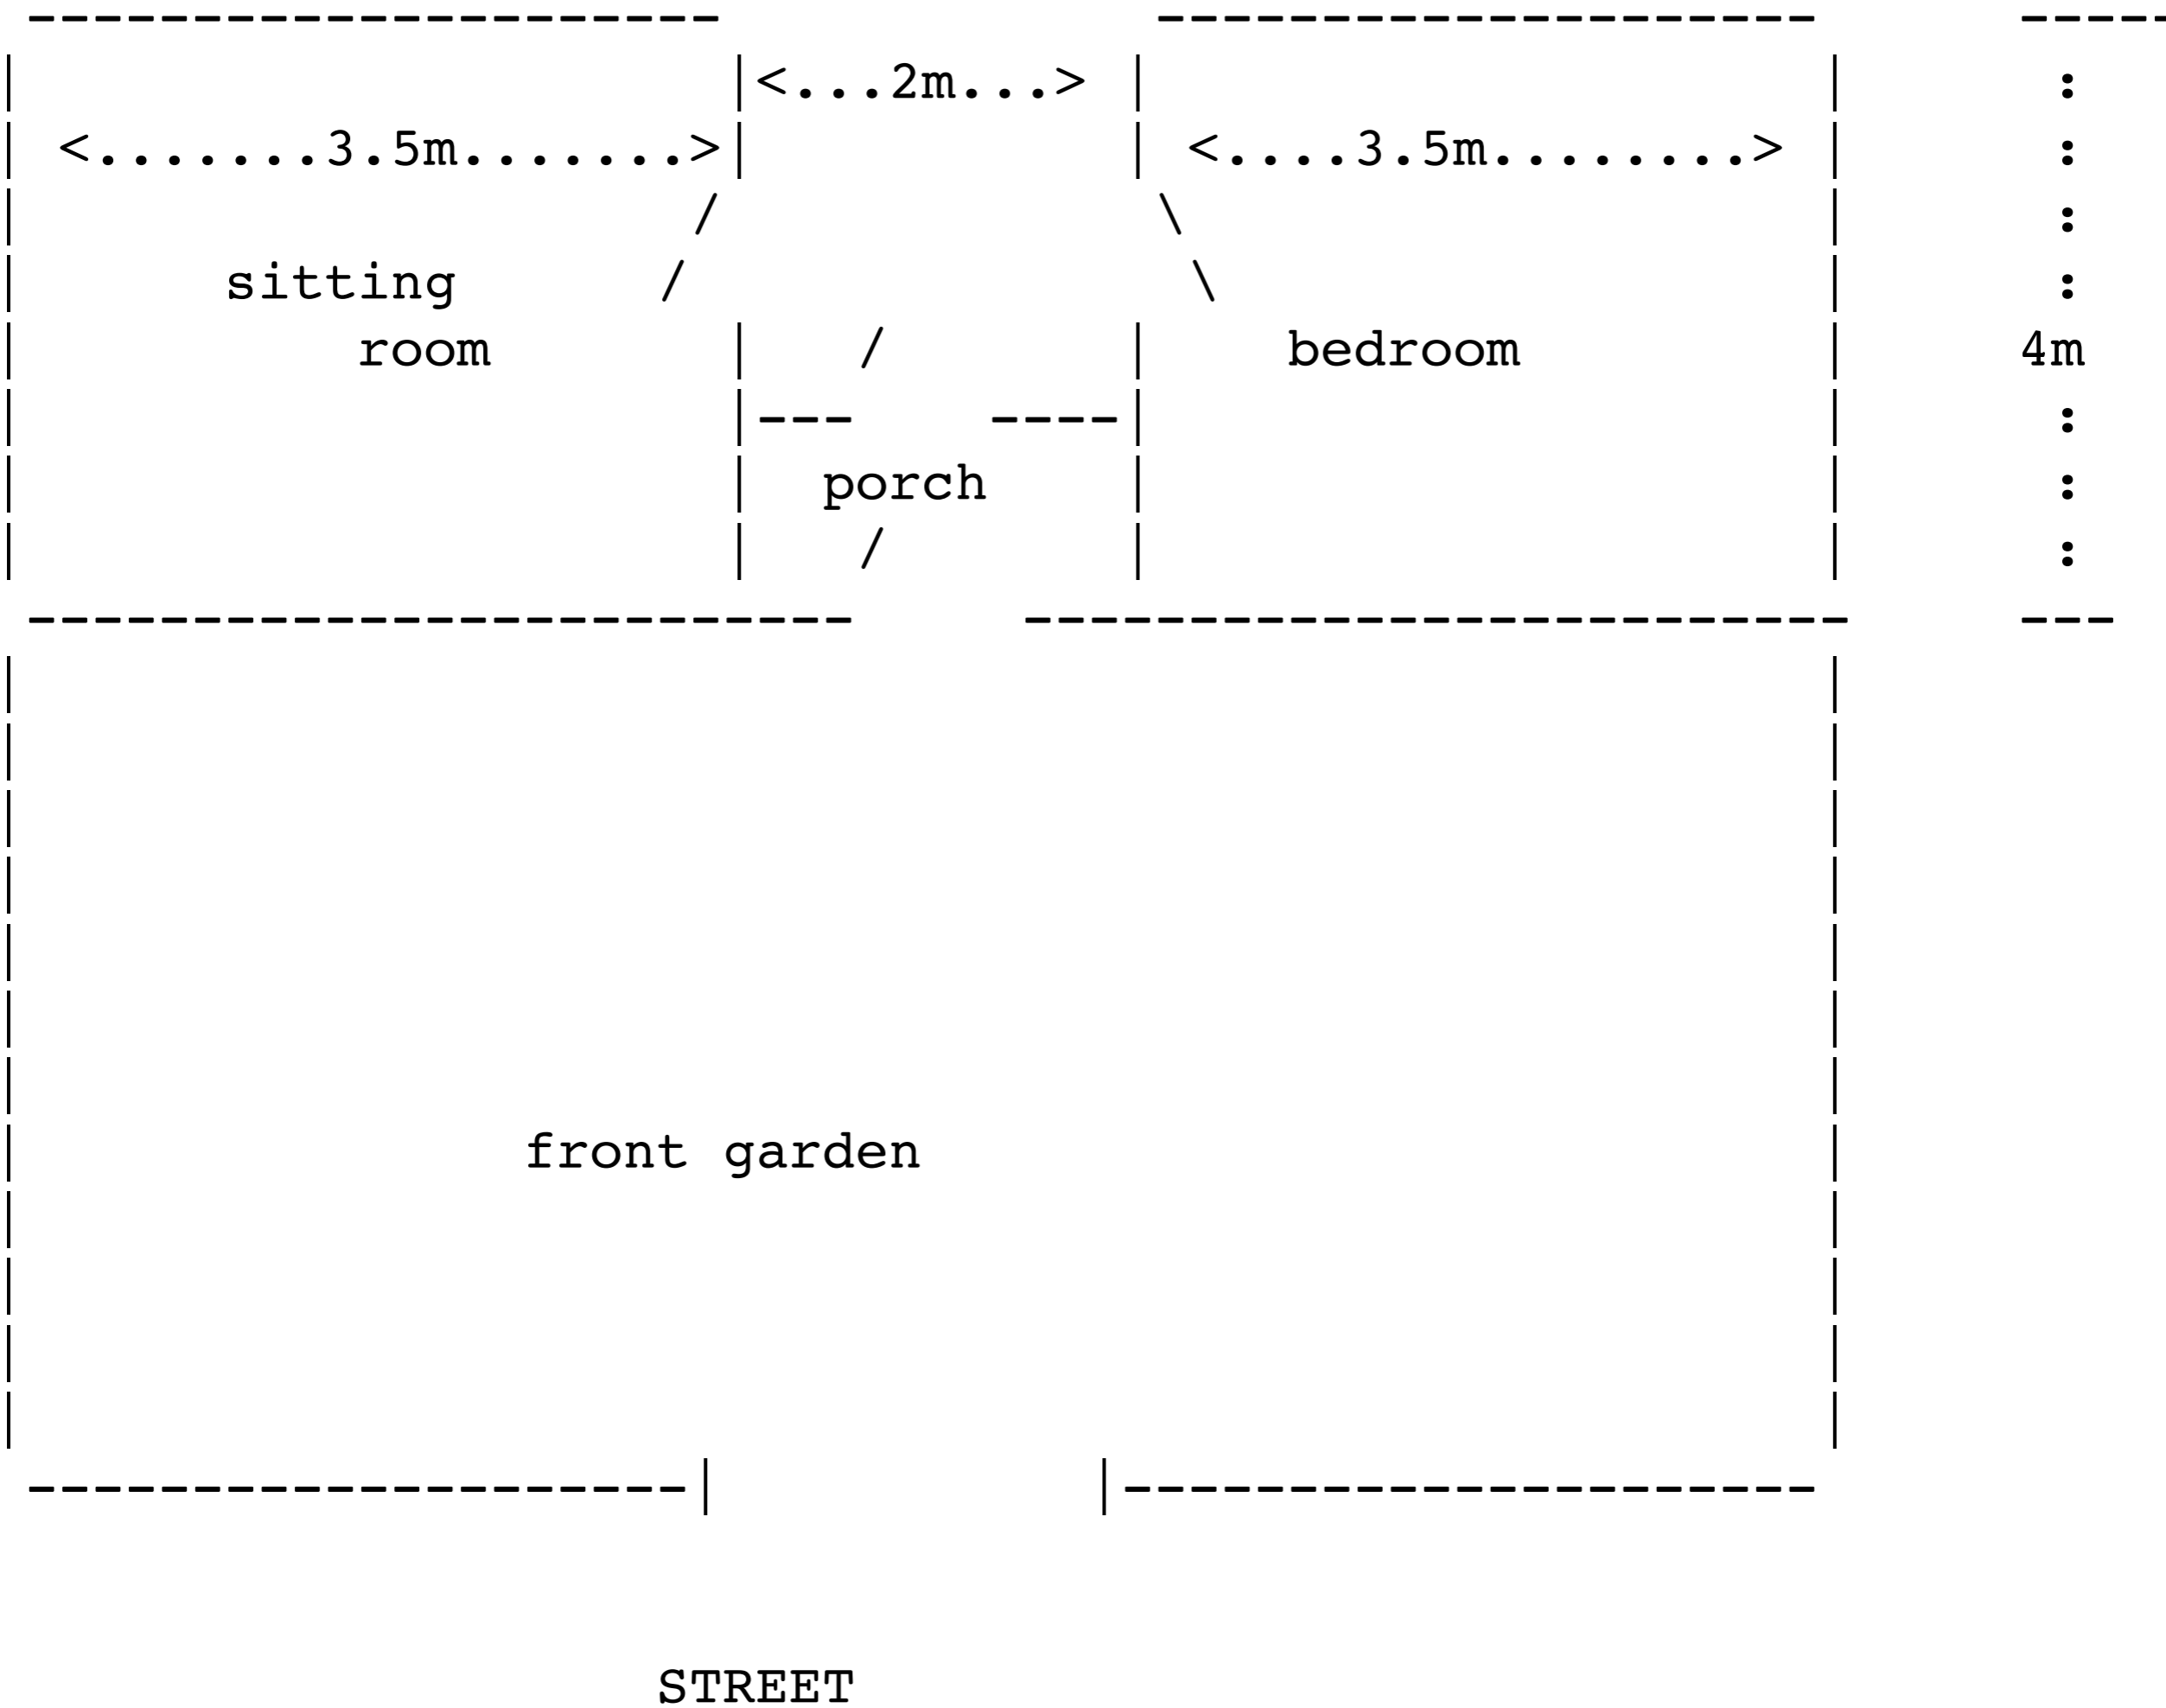 <...2m...>
<.......3.5m.......> <....3.5m........>
sitting
room bedroom 4m
porch
front garden
STREET